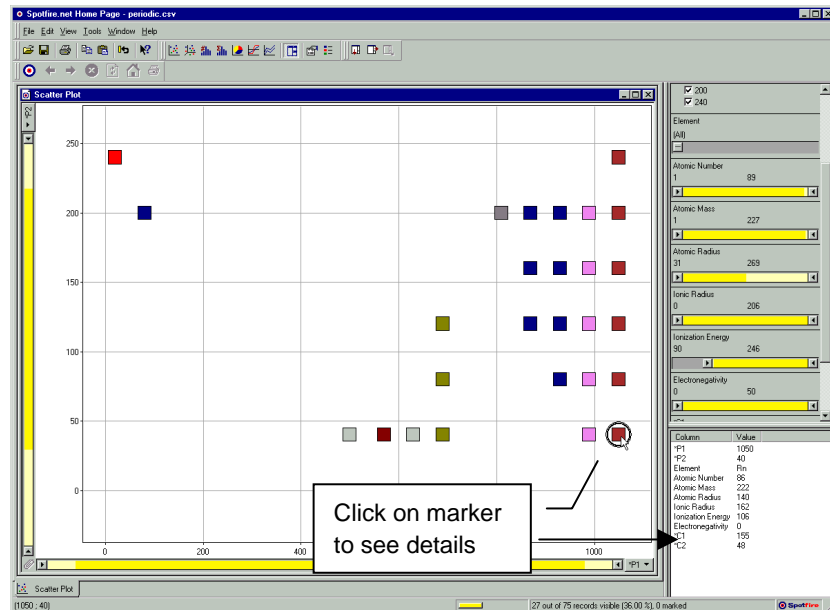 Spotfire.net Home Page - periodic.csv
File Edit View Tools Window Help
Scatter Plot
*P2
250
200
150
100
50
0
0
200
400
1000
*P1
Click on marker
to see details
200
240
Element
(All)
Atomic Number
1 89
Atomic Mass
1 227
Atomic Radius
31 269
Ionic Radius
0 206
Ionization Energy
90 246
Electronegativity
0 50
Column Value
*P1 1050
*P2 40
Element Rn
Atomic Number 86
Atomic Mass 222
Atomic Radius 140
Ionic Radius 162
Ionization Energy 106
Electronegativity 0
*C1 155
*C2 48
Scatter Plot
(1050 ; 40)
27 out of 75 records visible (36.00 %), 0 marked
Spotfire